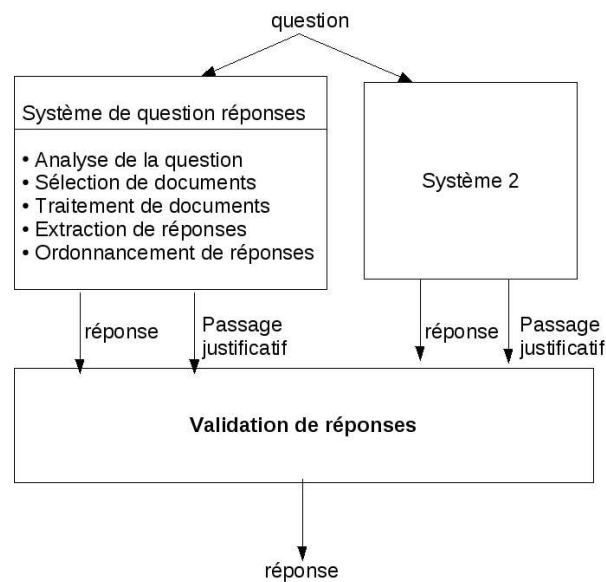 question
Système de question réponses
• Analyse de la question
• Sélection de documents
• Traitement de documents
• Extraction de réponses
• Ordonnancement de réponses
Système 2
réponse
Passage
justificatif
réponse
Passage
justificatif
Validation de réponses
réponse